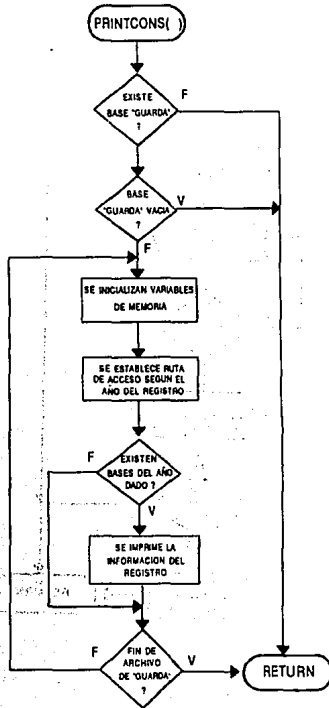 PRINTCONS( )
EXISTE
BASE "GUARDA"
?
F
BASE
"GUARDA" VACIA
?
V
F
SE INICIALIZAN VARIABLES
DE MEMORIA
SE ESTABLECE RUTA
DE ACCESO SEGUN EL
AÑO DEL REGISTRO
F
EXISTEN
BASES DEL AÑO
DADO ?
V
SE IMPRIME LA
INFORMACION DEL
REGISTRO
F
FIN DE
ARCHIVO
DE "GUARDA"
?
V
RETURN